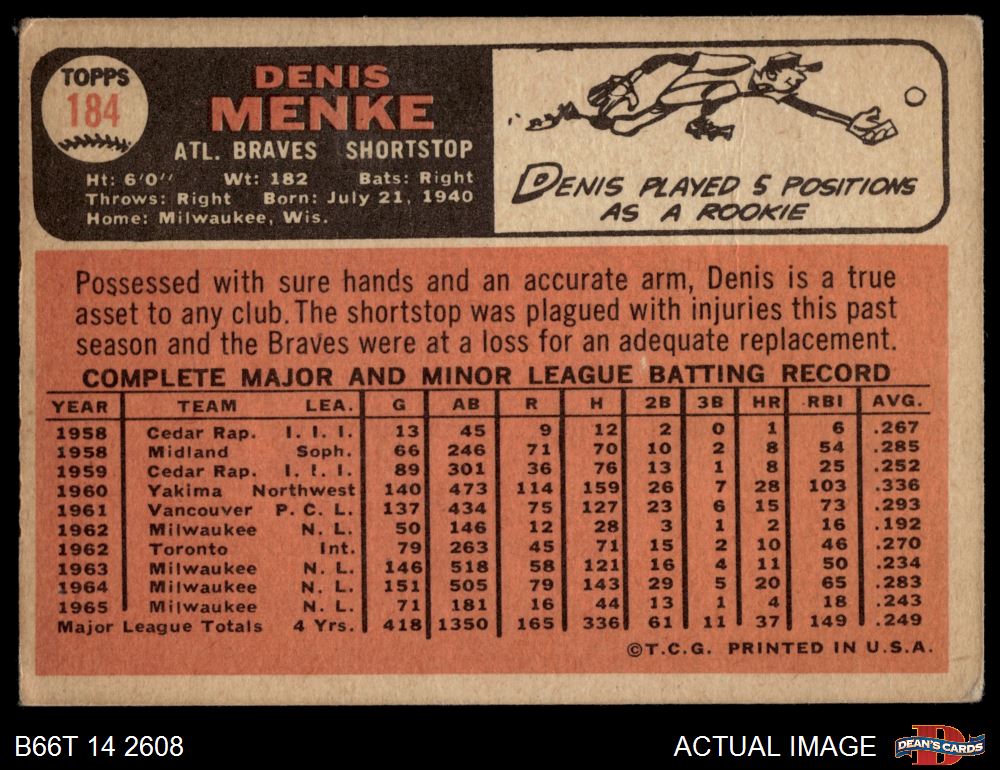 TOPPS
184
DENIS
MENKE
ATL. BRAVES SHORTSTOP
Ht: 6'0" Wt: 182 Bats: Right
Throws: Right Born: July 21, 1940
Home: Milwaukee, Wis.
DENIS PLAYED 5 POSITIONS
AS A ROOKIE
Possessed with sure hands and an accurate arm, Denis is a true
asset to any club. The shortstop was plagued with injuries this past
season and the Braves were at a loss for an adequate replacement.
COMPLETE MAJOR AND MINOR LEAGUE BATTING RECORD
YEAR TEAM LEA. G AB R H 2B 3B HR RBI AVG.
1958 Cedar Rap. I. I. I. 13 45 9 12 2 0 1 6 .267
1958 Midland Soph. 66 246 71 70 10 2 8 54 .285
1959 Cedar Rap. I. I. I. 89 301 36 76 13 1 8 25 .252
1960 Yakima Northwest 140 473 114 159 26 7 28 103 .336
1961 Vancouver P. C. L. 137 434 75 127 23 6 15 73 .293
1962 Milwaukee N. L. 50 146 12 28 3 1 2 16 .192
1962 Toronto Int. 79 263 45 71 15 2 10 46 .270
1963 Milwaukee N. L. 146 518 58 121 16 4 11 50 .234
1964 Milwaukee N. L. 151 505 79 143 29 5 20 65 .283
1965 Milwaukee N. L. 71 181 16 44 13 1 4 18 .243
Major League Totals 4 Yrs. 418 1350 165 336 61 11 37 149 .249
©T.C.G. PRINTED IN U.S.A.
B66T 14 2608
ACTUAL IMAGE
DEAN'S CARDS